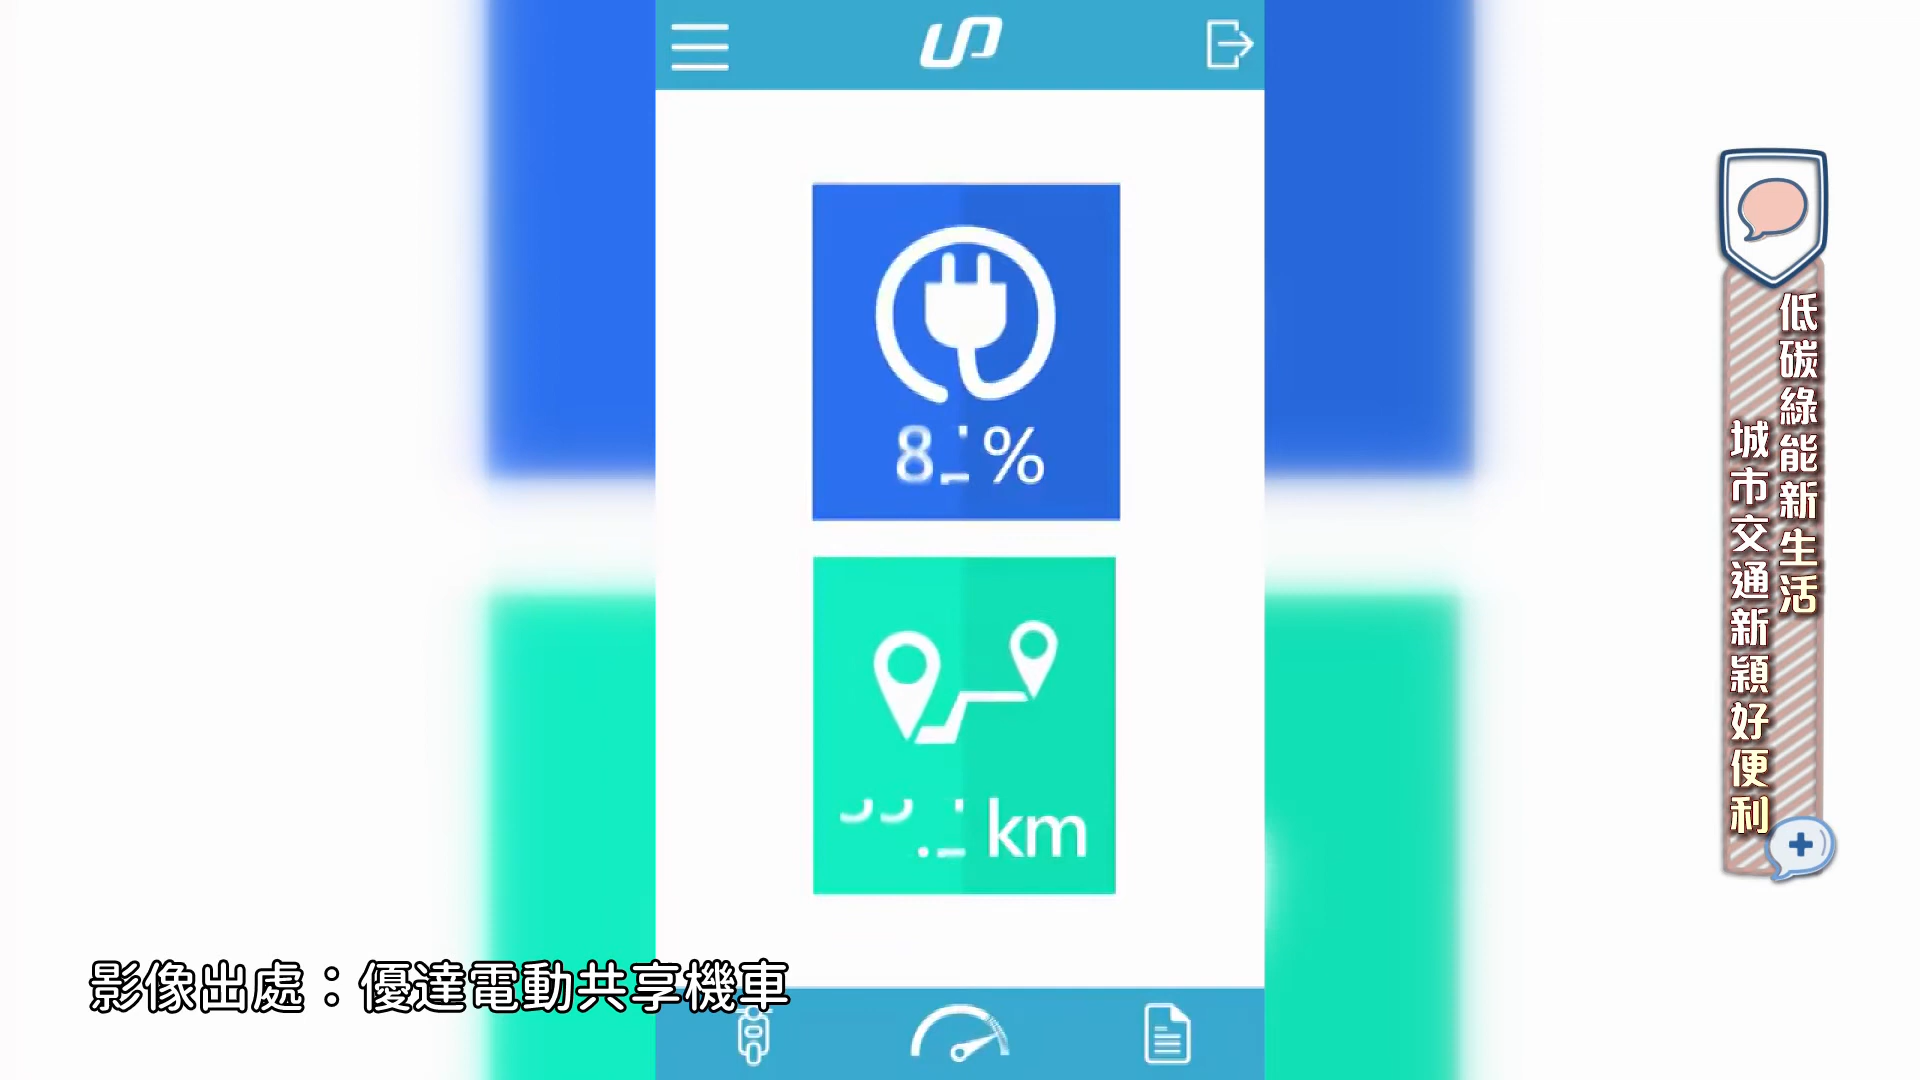 %
km
低碳綠能新生活
城市交通新穎好便利
影像出處：優達電動共享機車